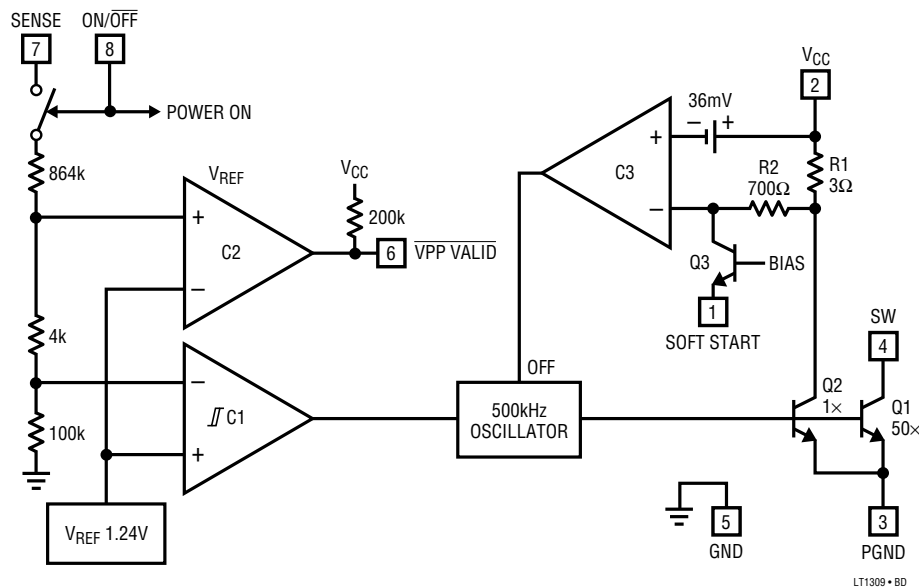 SENSE
ON/OFF
7
8
POWER ON
864k
VREF
VCC
200k
+
C2
−
6
VPP VALID
4k
−
C1
+
100k
VREF 1.24V
500kHz
OSCILLATOR
OFF
C3
+
−
36mV
− +
VCC
2
R1
3Ω
R2
700Ω
Q3
BIAS
1
SOFT START
SW
4
Q2
1×
Q1
50×
5
GND
3
PGND
LT1309 • BD